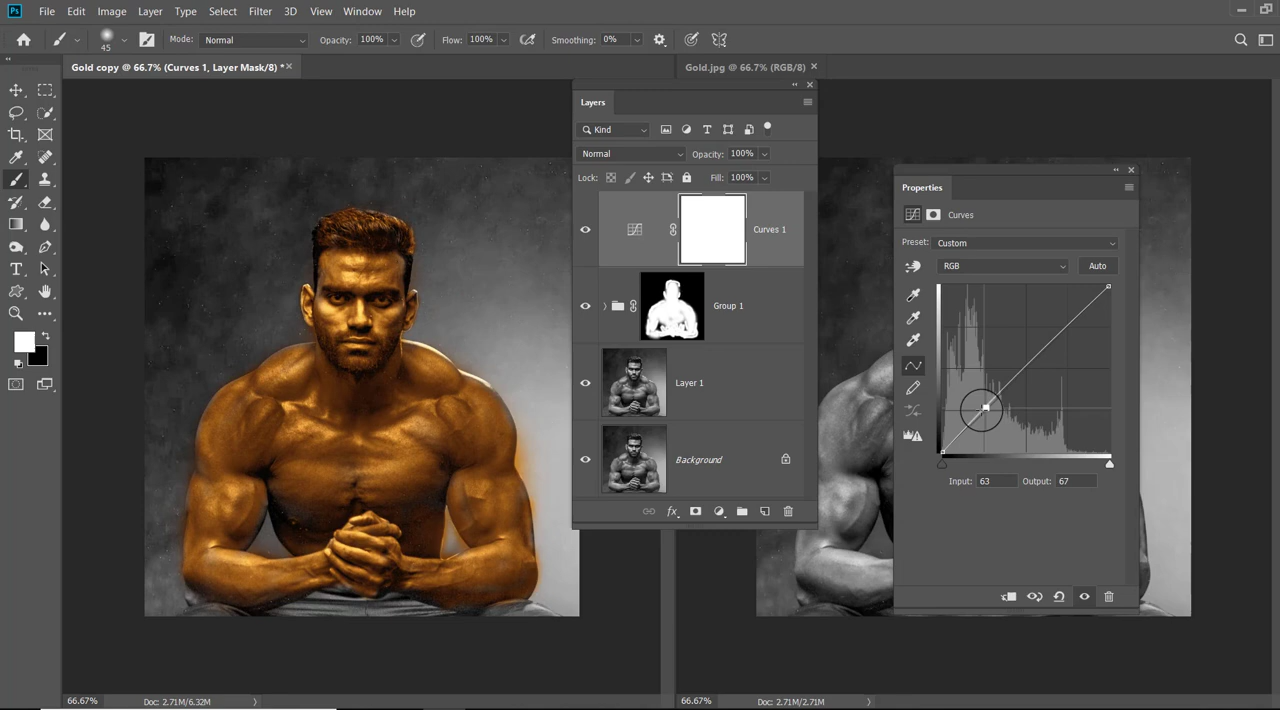 Ps File Edit Image Layer Type Select Filter 3D View Window Help
45 Mode: Normal Opacity: 100% Flow: 100% Smoothing: 0%
Gold copy @ 66.7% (Curves 1, Layer Mask/8) * Gold.jpg @ 66.7% (RGB/8)
Layers
Kind
Normal Opacity: 100%
Lock: Fill: 100%
Curves 1
Group 1
Layer 1
Background
fx
Properties
Curves
Preset: Custom
RGB Auto
Input: 63 Output: 67
66.67% Doc: 2.71M/6.32M 66.67% Doc: 2.71M/2.71M